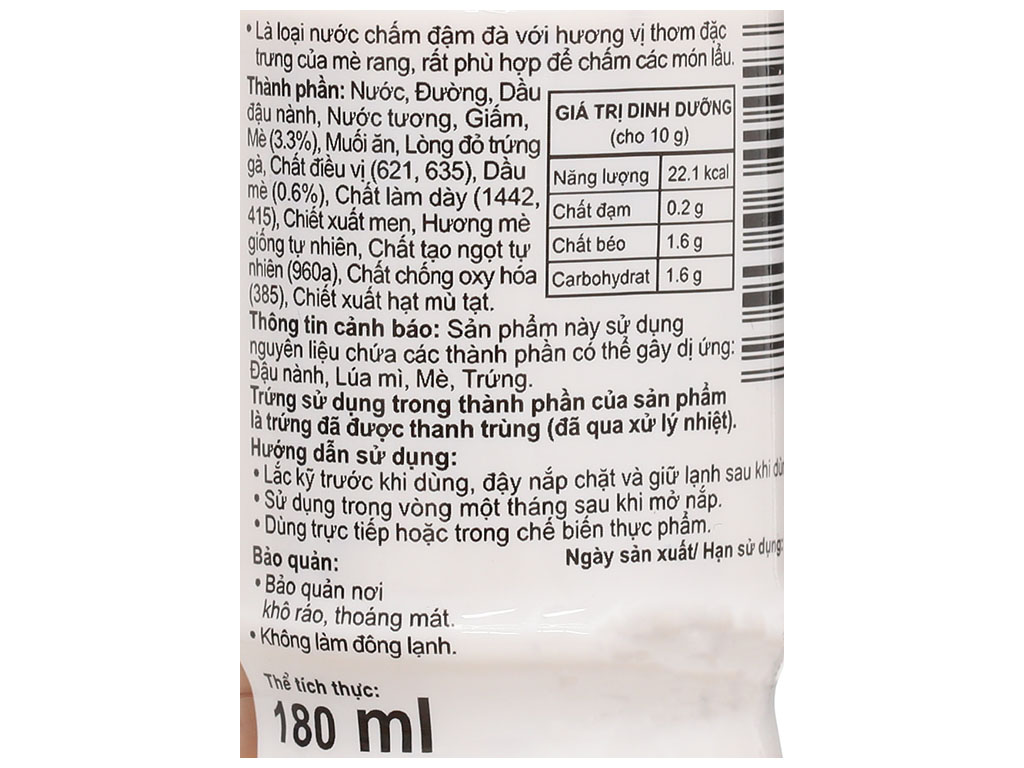 • Là loại nước chấm đậm đà với hương vị thơm đặc
trưng của mè rang, rất phù hợp để chấm các món lẩu.
Thành phần: Nước, Đường, Dầu
đậu nành, Nước tương, Giấm,
Mè (3.3%), Muối ăn, Lòng đỏ trứng
gà, Chất điều vị (621, 635), Dầu
mè (0.6%), Chất làm dày (1442,
415), Chiết xuất men, Hương mè
giống tự nhiên, Chất tạo ngọt tự
nhiên (960a), Chất chống oxy hóa
(385), Chiết xuất hạt mù tạt.
GIÁ TRỊ DINH DƯỠNG
(cho 10 g)
Năng lượng 22.1 kcal
Chất đạm 0.2 g
Chất béo 1.6 g
Carbohydrat 1.6 g
Thông tin cảnh báo: Sản phẩm này sử dụng
nguyên liệu chứa các thành phần có thể gây dị ứng:
Đậu nành, Lúa mì, Mè, Trứng.
Trứng sử dụng trong thành phần của sản phẩm
là trứng đã được thanh trùng (đã qua xử lý nhiệt).
Hướng dẫn sử dụng:
• Lắc kỹ trước khi dùng, đậy nắp chặt và giữ lạnh sau khi
• Sử dụng trong vòng một tháng sau khi mở nắp.
• Dùng trực tiếp hoặc trong chế biến thực phẩm.
Ngày sản xuất/ Hạn sử dụng:
Bảo quản:
• Bảo quản nơi
khô ráo, thoáng mát.
• Không làm đông lạnh.
Thể tích thực:
180 ml